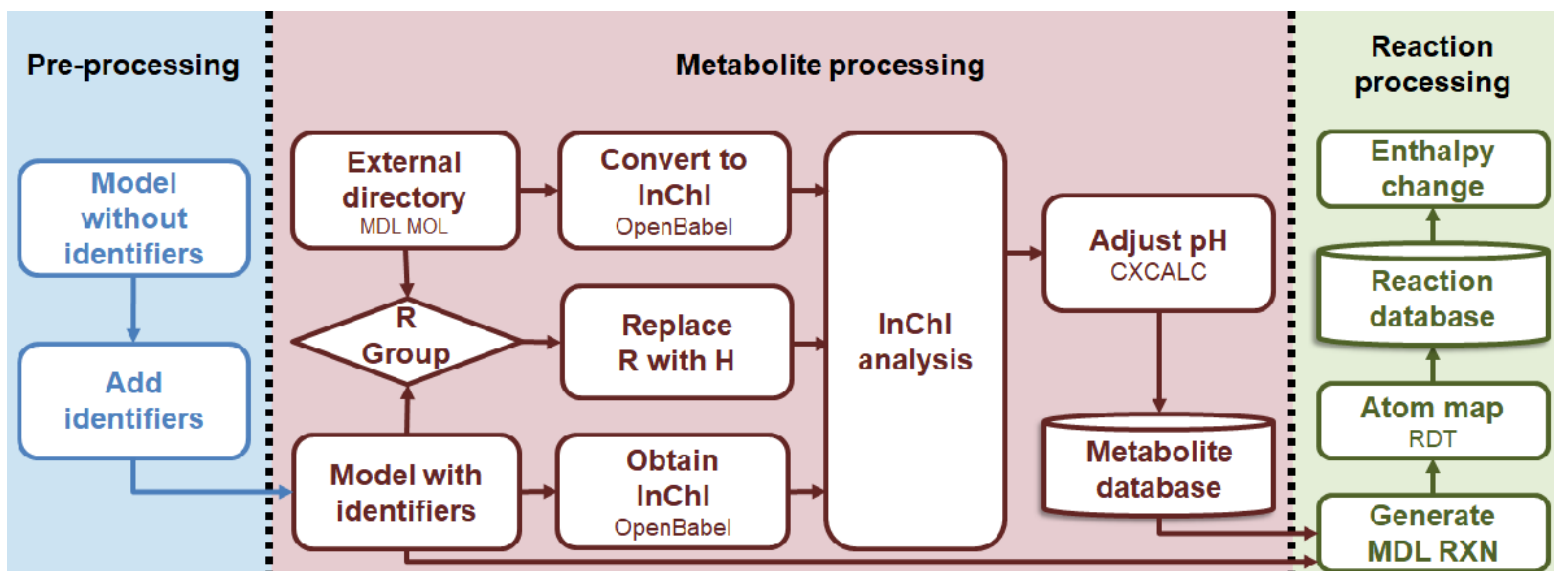 Pre-processing
Metabolite processing
Reaction
processing
Model
without
identifiers
Add
identifiers
External
directory
MDL MOL
Convert to
InChI
OpenBabel
R
Group
Replace
R with H
Model with
identifiers
Obtain
InChI
OpenBabel
InChI
analysis
Adjust pH
CXCALC
Metabolite
database
Enthalpy
change
Reaction
database
Atom map
RDT
Generate
MDL RXN